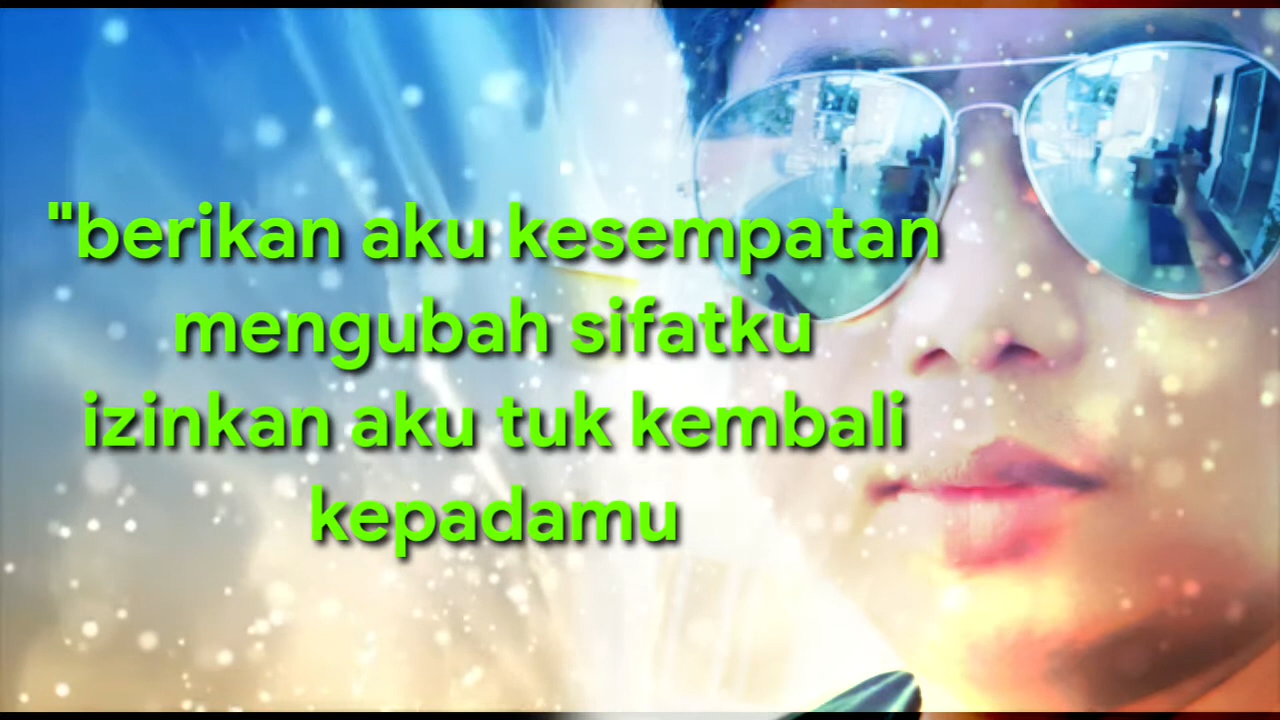 "berikan aku kesempatan
mengubah sifatku
izinkan aku tuk kembali
kepadamu